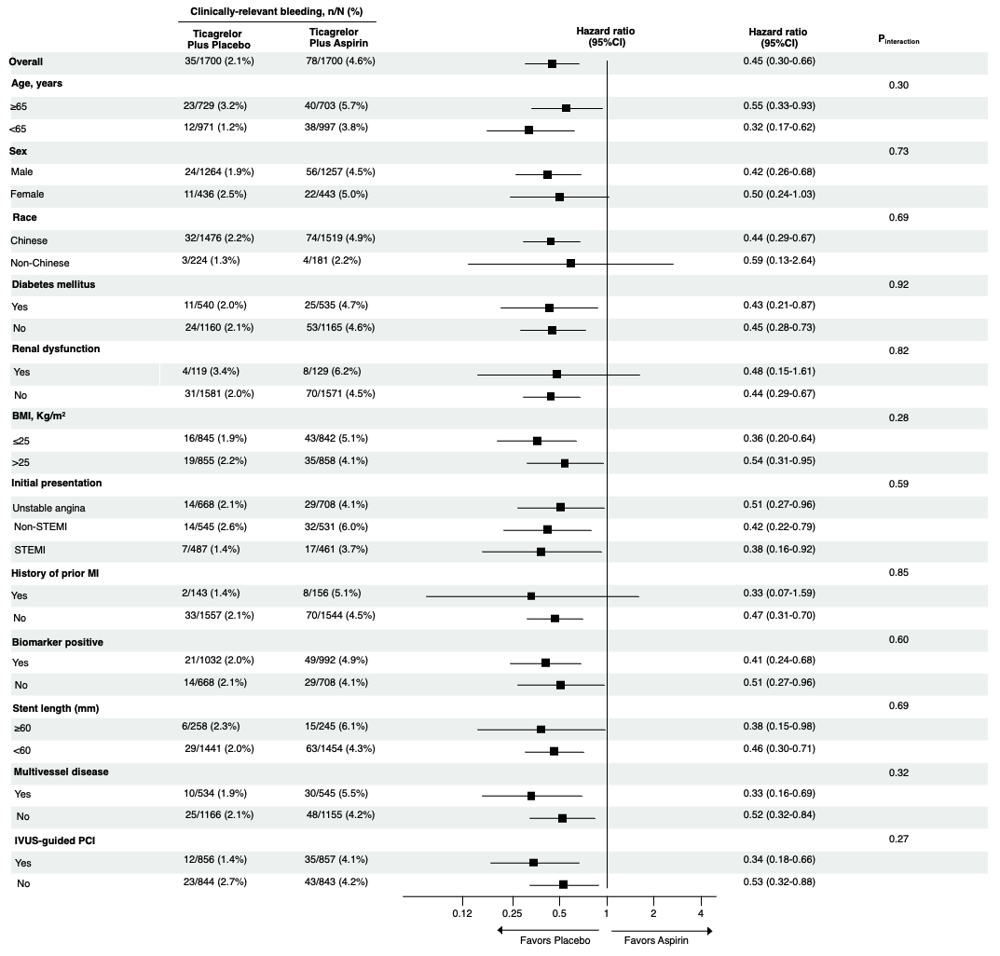 Clinically-relevant bleeding, n/N (%)
Ticagrelor Plus Placebo Ticagrelor Plus Aspirin Hazard ratio (95%CI) Hazard ratio (95%CI) Pinteraction
Overall 35/1700 (2.1%) 78/1700 (4.6%) 0.45 (0.30-0.66)
Age, years 0.30
≥65 23/729 (3.2%) 40/703 (5.7%) 0.55 (0.33-0.93)
<65 12/971 (1.2%) 38/997 (3.8%) 0.32 (0.17-0.62)
Sex 0.73
Male 24/1264 (1.9%) 56/1257 (4.5%) 0.42 (0.26-0.68)
Female 11/436 (2.5%) 22/443 (5.0%) 0.50 (0.24-1.03)
Race 0.69
Chinese 32/1476 (2.2%) 74/1519 (4.9%) 0.44 (0.29-0.67)
Non-Chinese 3/224 (1.3%) 4/181 (2.2%) 0.59 (0.13-2.64)
Diabetes mellitus 0.92
Yes 11/540 (2.0%) 25/535 (4.7%) 0.43 (0.21-0.87)
No 24/1160 (2.1%) 53/1165 (4.6%) 0.45 (0.28-0.73)
Renal dysfunction 0.82
Yes 4/119 (3.4%) 8/129 (6.2%) 0.48 (0.15-1.61)
No 31/1581 (2.0%) 70/1571 (4.5%) 0.44 (0.29-0.67)
BMI, Kg/m² 0.28
≤25 16/845 (1.9%) 43/842 (5.1%) 0.36 (0.20-0.64)
>25 19/855 (2.2%) 35/858 (4.1%) 0.54 (0.31-0.95)
Initial presentation 0.59
Unstable angina 14/668 (2.1%) 29/708 (4.1%) 0.51 (0.27-0.96)
Non-STEMI 14/545 (2.6%) 32/531 (6.0%) 0.42 (0.22-0.79)
STEMI 7/487 (1.4%) 17/461 (3.7%) 0.38 (0.16-0.92)
History of prior MI 0.85
Yes 2/143 (1.4%) 8/156 (5.1%) 0.33 (0.07-1.59)
No 33/1557 (2.1%) 70/1544 (4.5%) 0.47 (0.31-0.70)
Biomarker positive 0.60
Yes 21/1032 (2.0%) 49/992 (4.9%) 0.41 (0.24-0.68)
No 14/668 (2.1%) 29/708 (4.1%) 0.51 (0.27-0.96)
Stent length (mm) 0.69
≥60 6/258 (2.3%) 15/245 (6.1%) 0.38 (0.15-0.98)
<60 29/1441 (2.0%) 63/1454 (4.3%) 0.46 (0.30-0.71)
Multivessel disease 0.32
Yes 10/534 (1.9%) 30/545 (5.5%) 0.33 (0.16-0.69)
No 25/1166 (2.1%) 48/1155 (4.2%) 0.52 (0.32-0.84)
IVUS-guided PCI 0.27
Yes 12/856 (1.4%) 35/857 (4.1%) 0.34 (0.18-0.66)
No 23/844 (2.7%) 43/843 (4.2%) 0.53 (0.32-0.88)
0.12 0.25 0.5 1 2 4
Favors Placebo Favors Aspirin